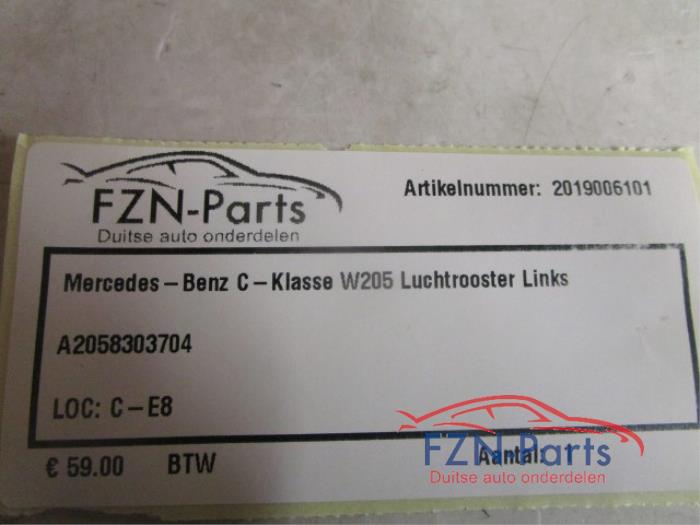 FZN-Parts
Duitse auto onderdelen
Artikelnummer: 2019006101
Mercedes-Benz C-Klasse W205 Luchtrooster Links
A2058303704
LOC: C-E8
€ 59.00 BTW Aantal:
FZN-Parts
Duitse auto onderdelen